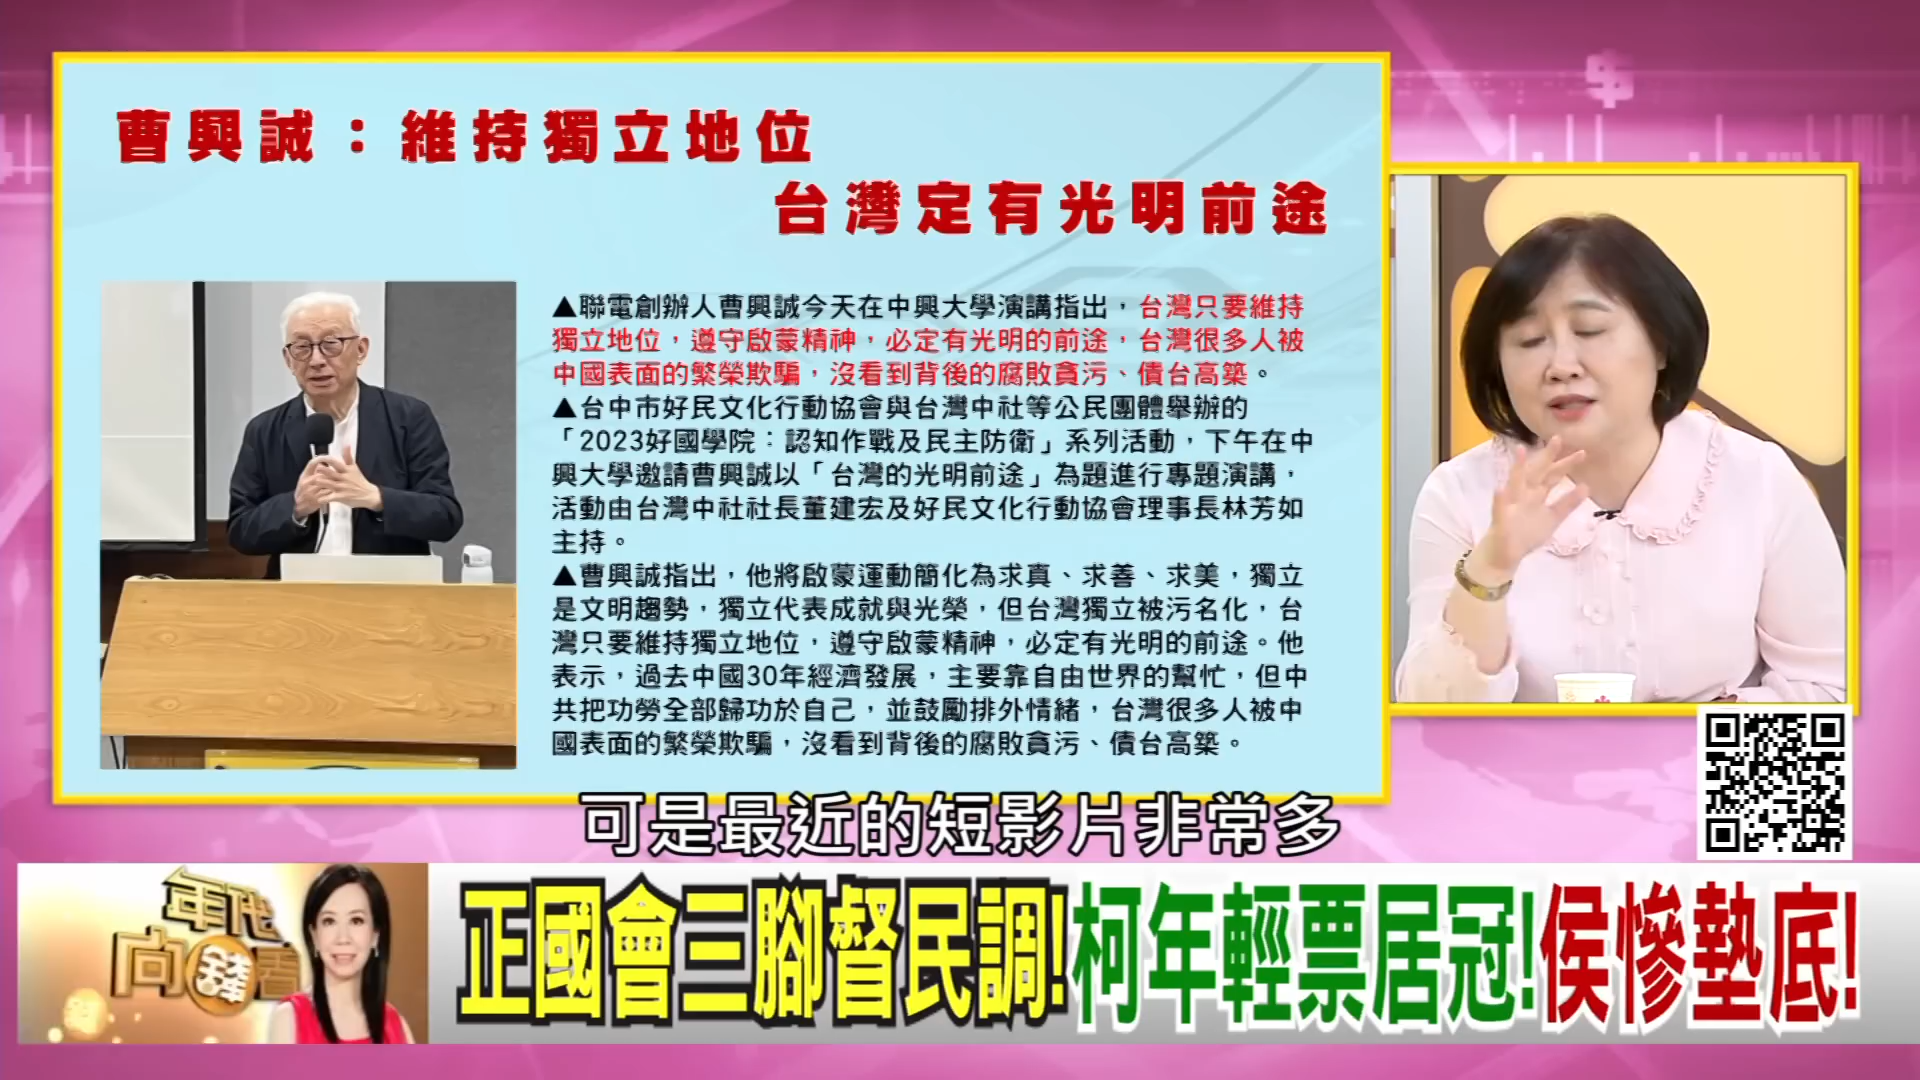 曹興誠：維持獨立地位
台灣定有光明前途
▲聯電創辦人曹興誠今天在中興大學演講指出，台灣只要維持
獨立地位，遵守啟蒙精神，必定有光明的前途，台灣很多人被
中國表面的繁榮欺騙，沒看到背後的腐敗貪污、債台高築。
▲台中市好民文化行動協會與台灣中社等公民團體舉辦的
「2023好國學院：認知作戰及民主防衛」系列活動，下午在中
興大學邀請曹興誠以「台灣的光明前途」為題進行專題演講，
活動由台灣中社社長董建宏及好民文化行動協會理事長林芳如
主持。
▲曹興誠指出，他將啟蒙運動簡化為求真、求善、求美，獨立
是文明趨勢，獨立代表成就與光榮，但台灣獨立被污名化，台
灣只要維持獨立地位，遵守啟蒙精神，必定有光明的前途。他
表示，過去中國30年經濟發展，主要靠自由世界的幫忙，但中
共把功勞全部歸功於自己，並鼓勵排外情緒，台灣很多人被中
國表面的繁榮欺騙，沒看到背後的腐敗貪污、債台高築。
可是最近的短影片非常多
年代
向錢看
正國會三腳督民調!柯年輕票居冠!侯慘墊底!